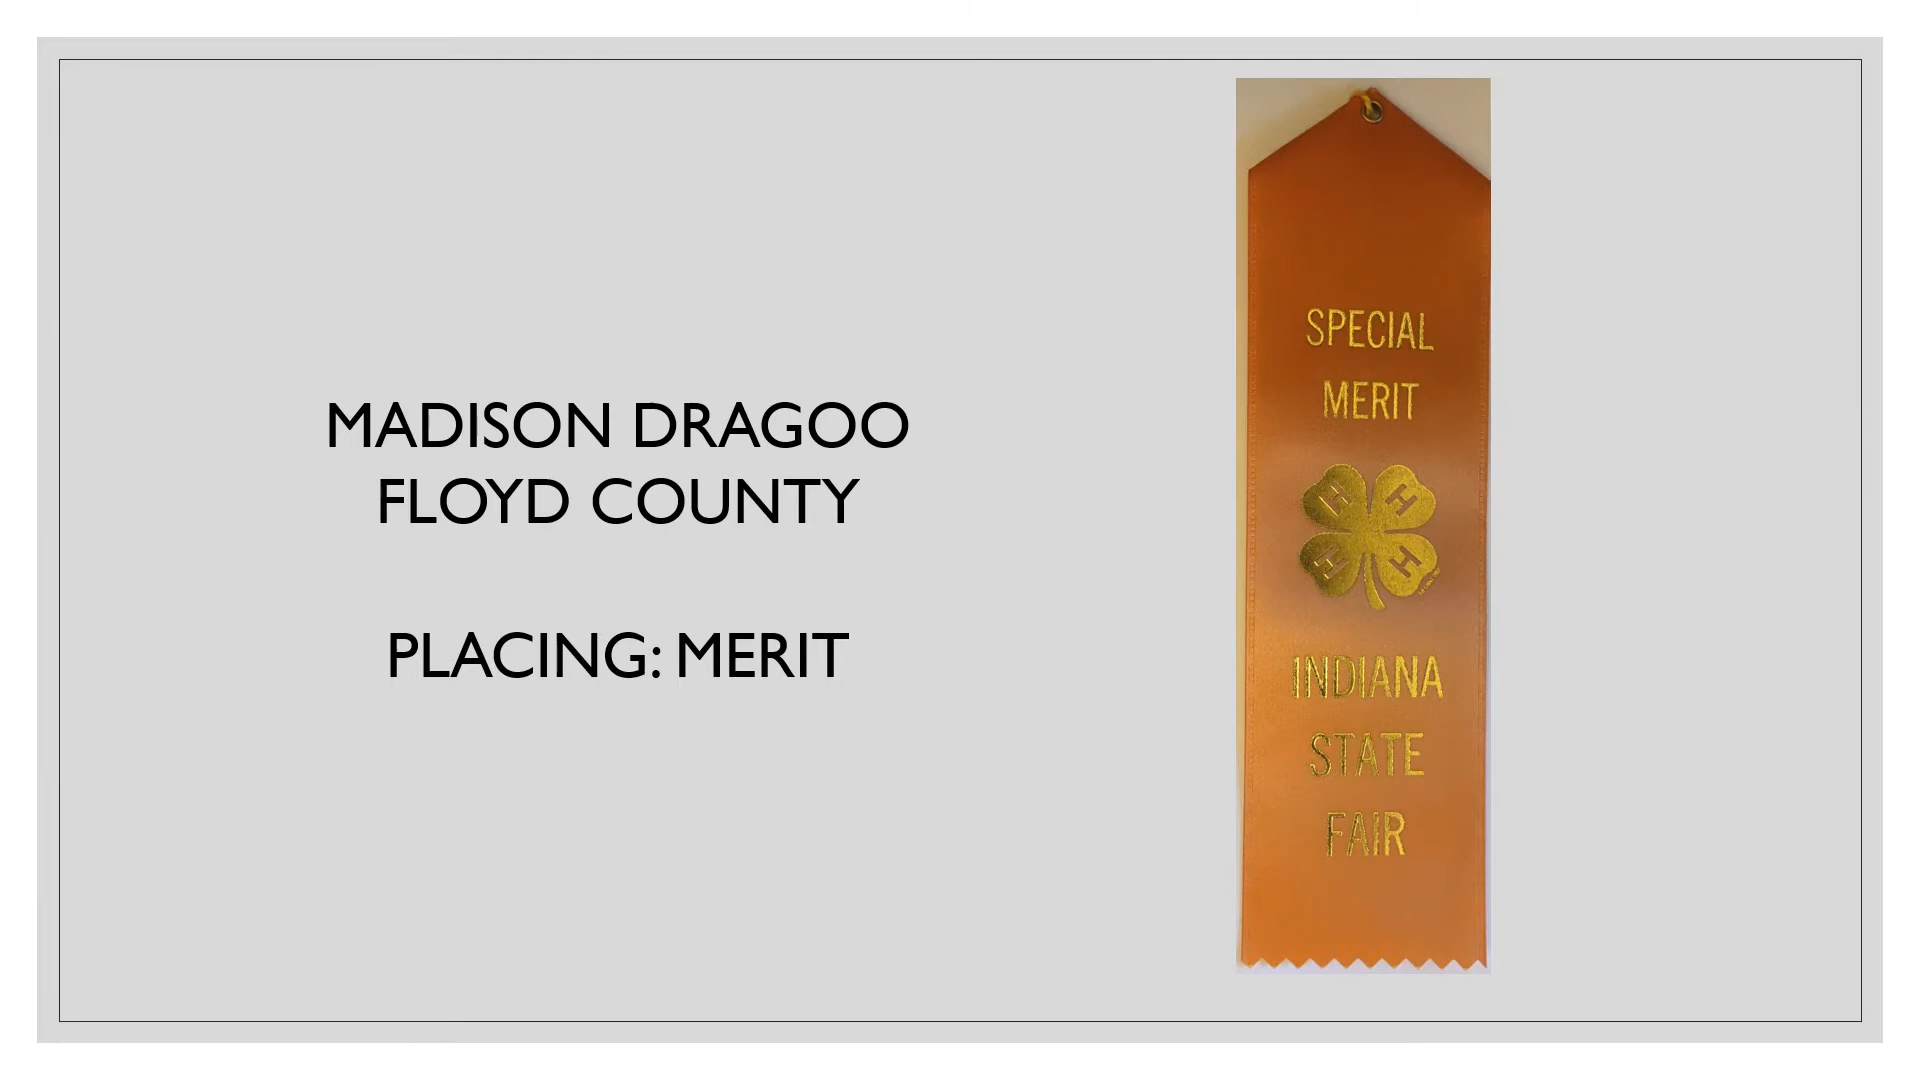 MADISON DRAGOO
FLOYD COUNTY
PLACING: MERIT
SPECIAL
MERIT
H H
H H
INDIANA
STATE
FAIR